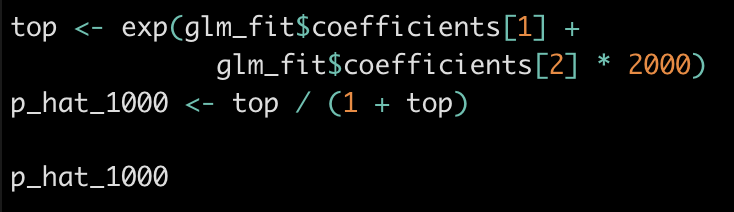 top <- exp(glm_fit$coefficients[1] +
glm_fit$coefficients[2] * 2000)
p_hat_1000 <- top / (1 + top)
p_hat_1000